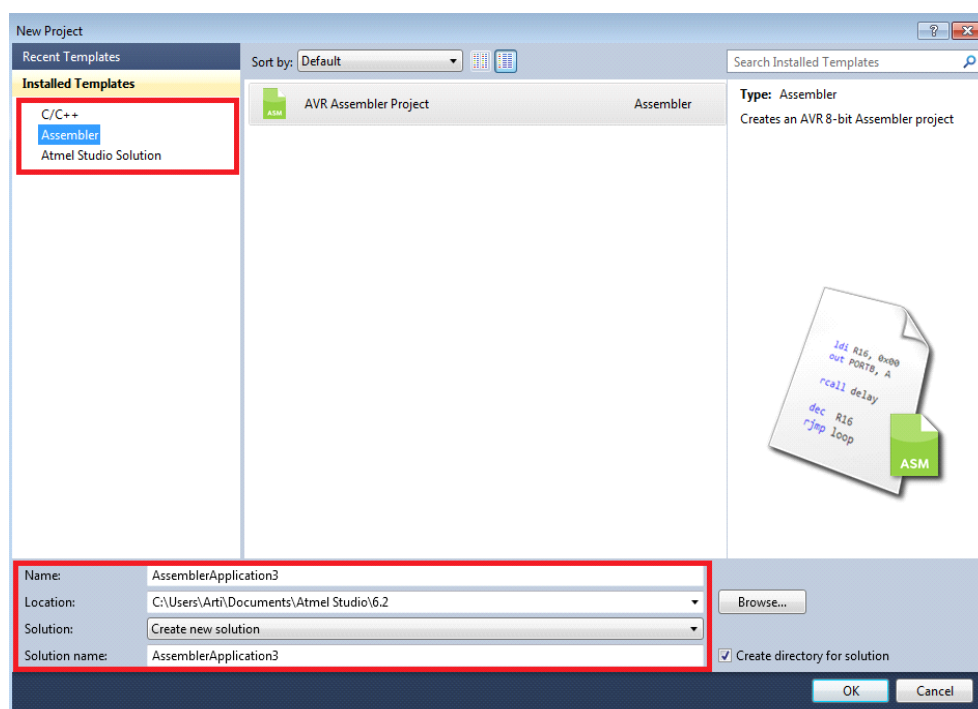 New Project
Recent Templates
Installed Templates
C/C++
Assembler
Atmel Studio Solution
Sort by: Default
ASM AVR Assembler Project Assembler
Search Installed Templates
Type: Assembler
Creates an AVR 8-bit Assembler project
ldi R16, 0x00
out PORTB, A
rcall delay
dec R16
rjmp loop
ASM
Name: AssemblerApplication3
Location: C:\Users\Arti\Documents\Atmel Studio\6.2 Browse...
Solution: Create new solution
Solution name: AssemblerApplication3 Create directory for solution
OK Cancel